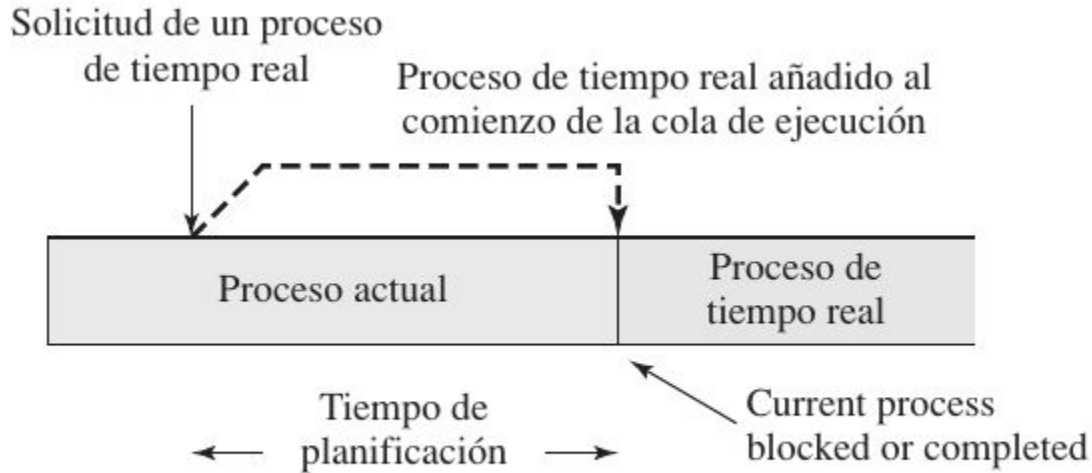 Solicitud de un proceso
de tiempo real
Proceso de tiempo real añadido al
comienzo de la cola de ejecución
Proceso actual
Proceso de
tiempo real
Tiempo de
planificación
Current process
blocked or completed